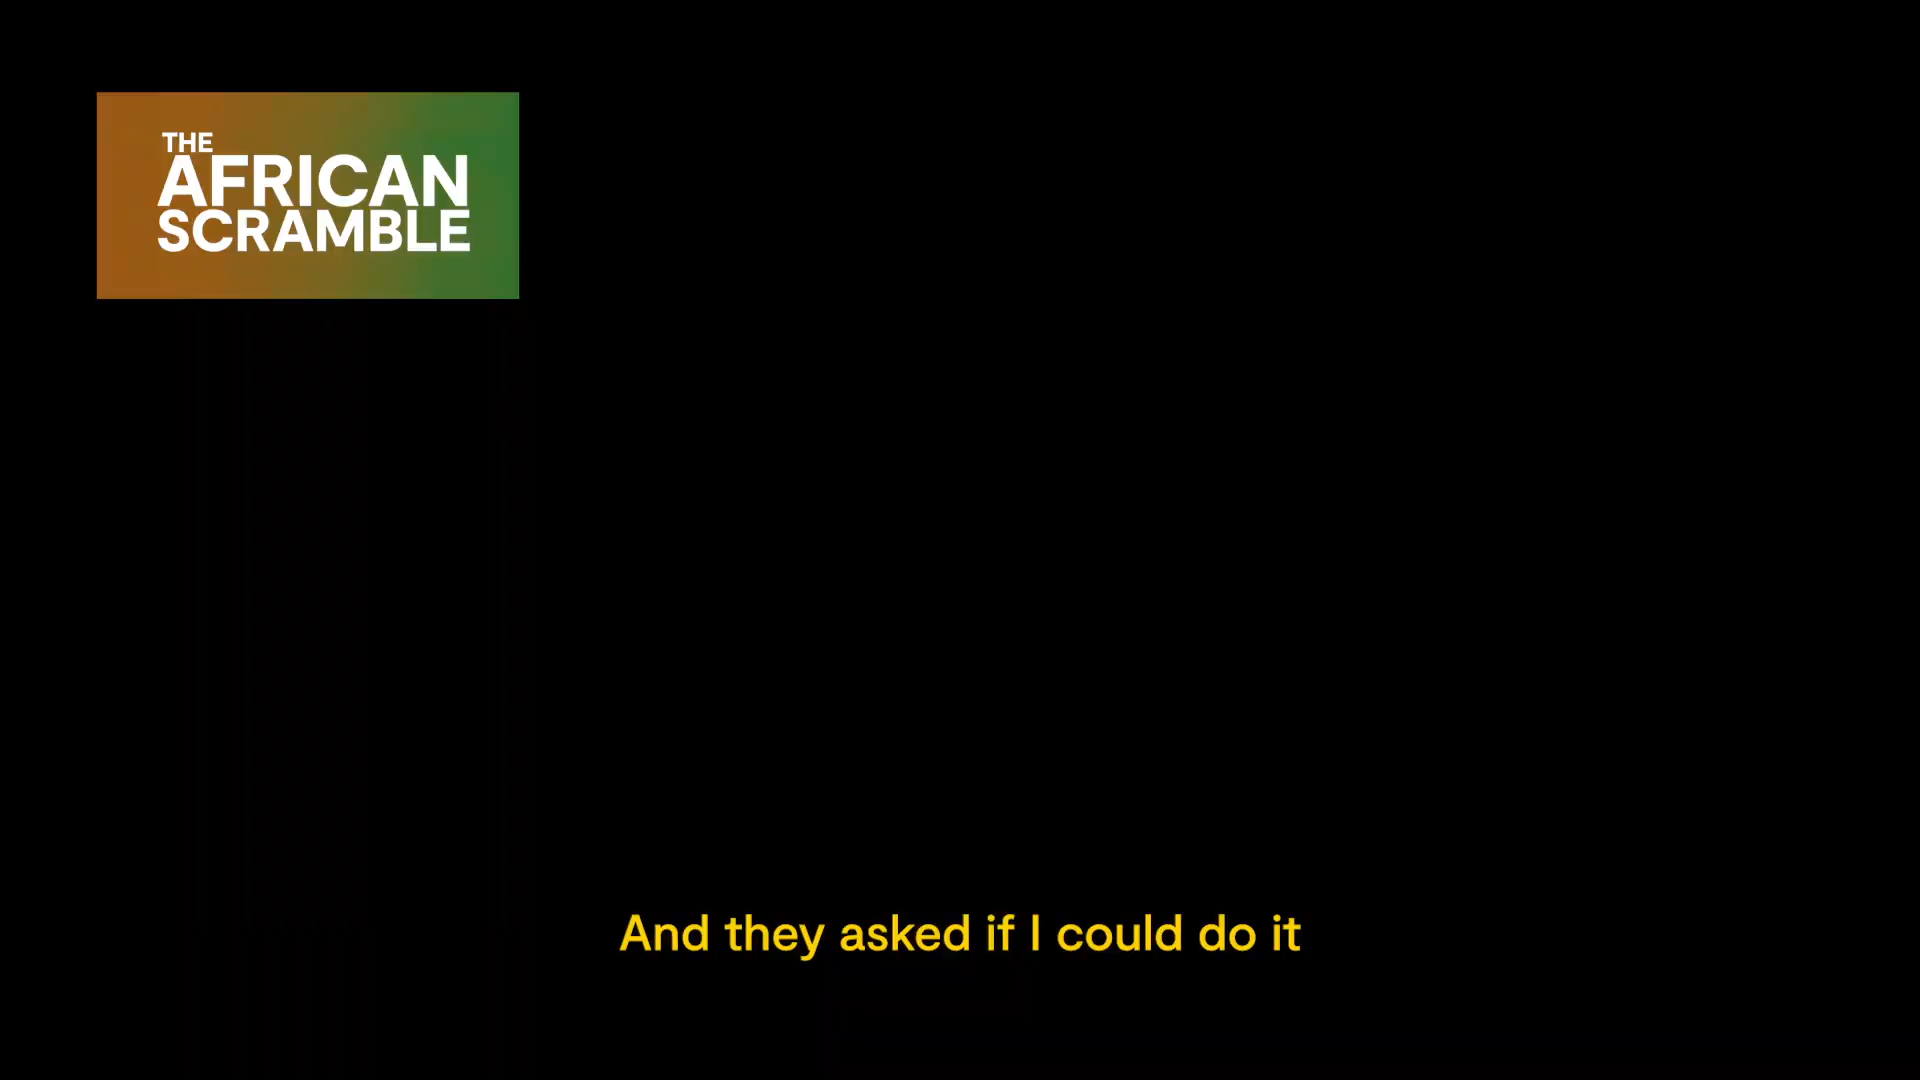 THE
AFRICAN
SCRAMBLE
And they asked if I could do it